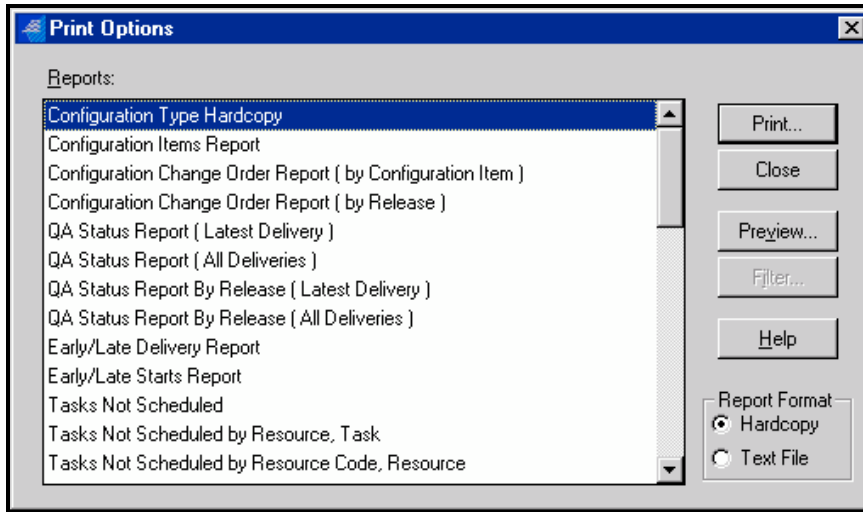 Print Options
Reports:
Configuration Type Hardcopy
Configuration Items Report
Configuration Change Order Report ( by Configuration Item )
Configuration Change Order Report ( by Release )
QA Status Report ( Latest Delivery )
QA Status Report ( All Deliveries )
QA Status Report By Release ( Latest Delivery )
QA Status Report By Release ( All Deliveries )
Early/Late Delivery Report
Early/Late Starts Report
Tasks Not Scheduled
Tasks Not Scheduled by Resource, Task
Tasks Not Scheduled by Resource Code, Resource
Print...
Close
Preview...
Filter...
Help
Report Format
Hardcopy
Text File